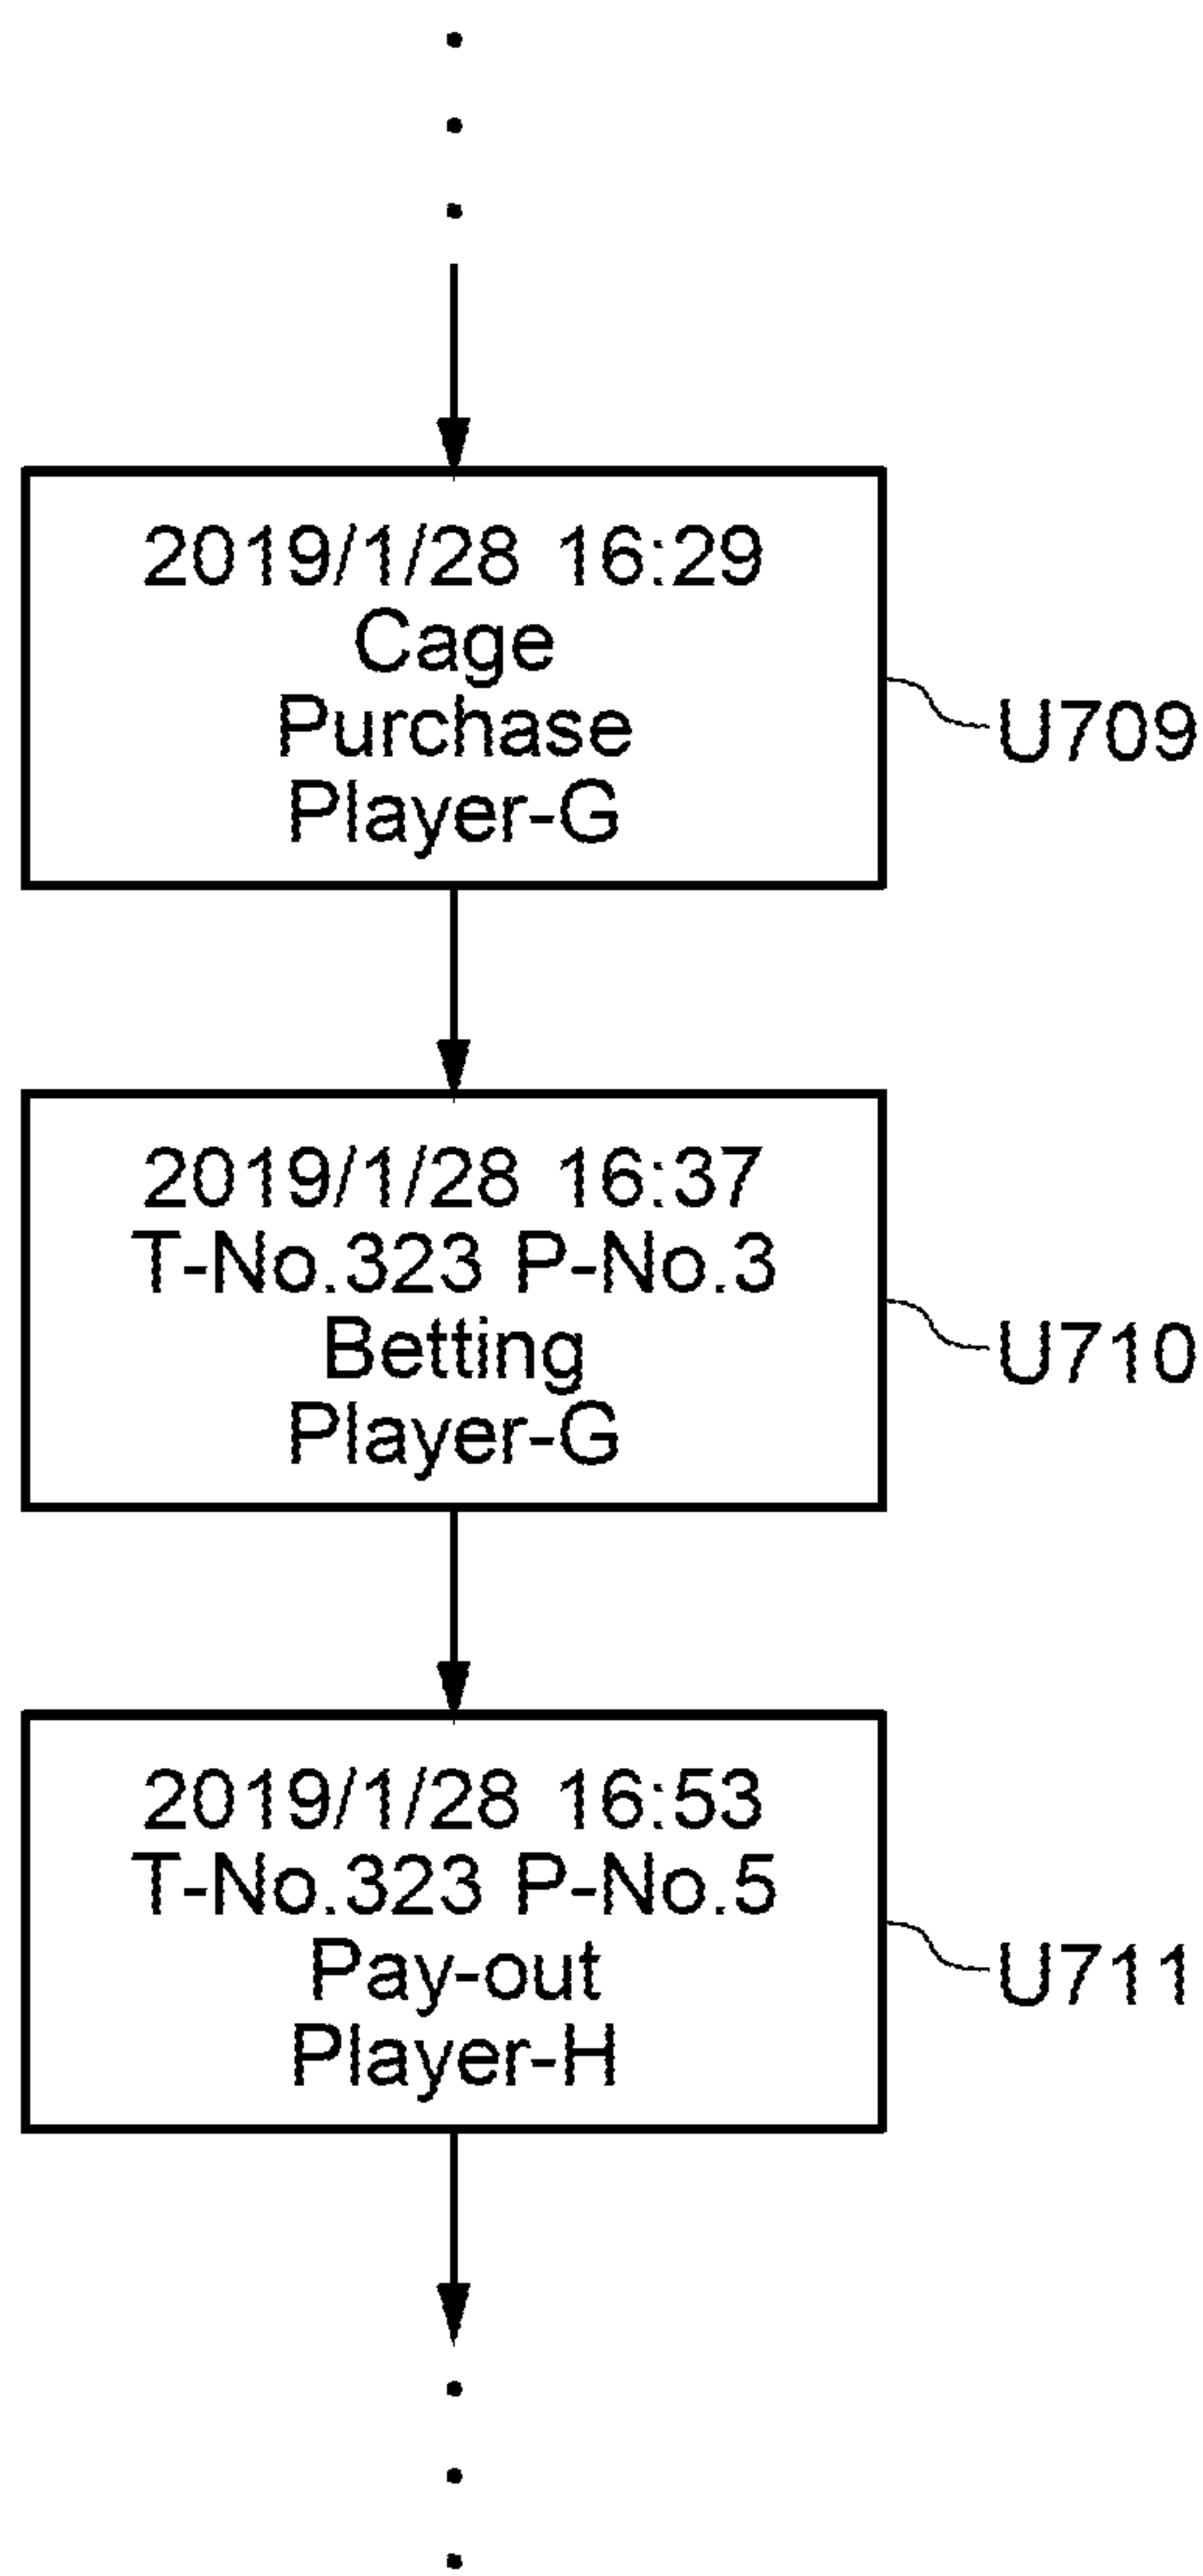 2019/1/28 16:29
Cage
Purchase
Player-G
U709
2019/1/28 16:37
T-No.323 P-No.3
Betting
Player-G
U710
2019/1/28 16:53
T-No.323 P-No.5
Pay-out
Player-H
U711